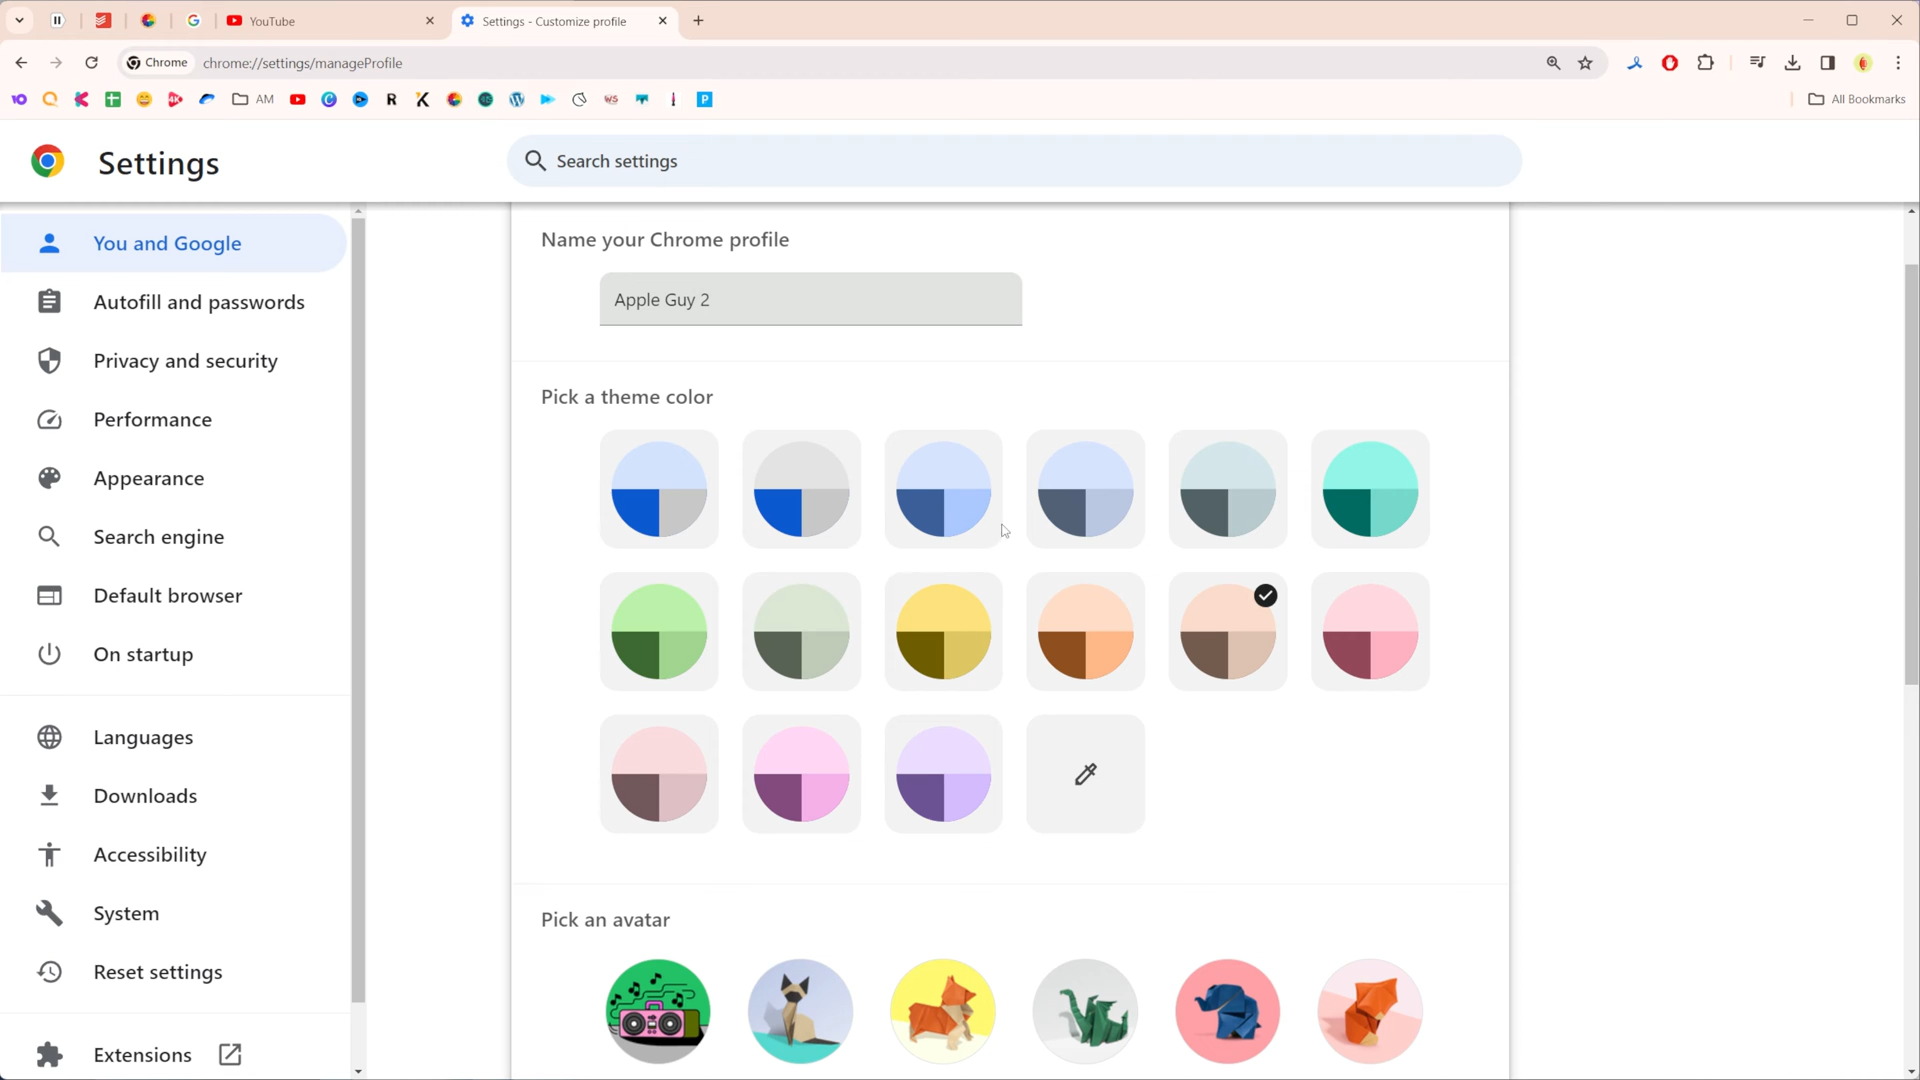 YouTube
Settings - Customize profile
Chrome
chrome://settings/manageProfile
AM
WS
P
All Bookmarks
Settings
Search settings
You and Google
Autofill and passwords
Privacy and security
Performance
Appearance
Search engine
Default browser
On startup
Languages
Downloads
Accessibility
System
Reset settings
Extensions
Name your Chrome profile
Apple Guy 2
Pick a theme color
Pick an avatar